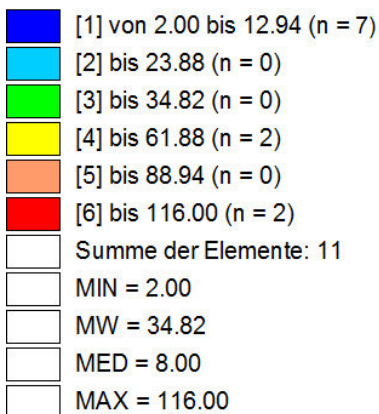 [1] von 2.00 bis 12.94 (n = 7)
[2] bis 23.88 (n = 0)
[3] bis 34.82 (n = 0)
[4] bis 61.88 (n = 2)
[5] bis 88.94 (n = 0)
[6] bis 116.00 (n = 2)
Summe der Elemente: 11
MIN = 2.00
MW = 34.82
MED = 8.00
MAX = 116.00